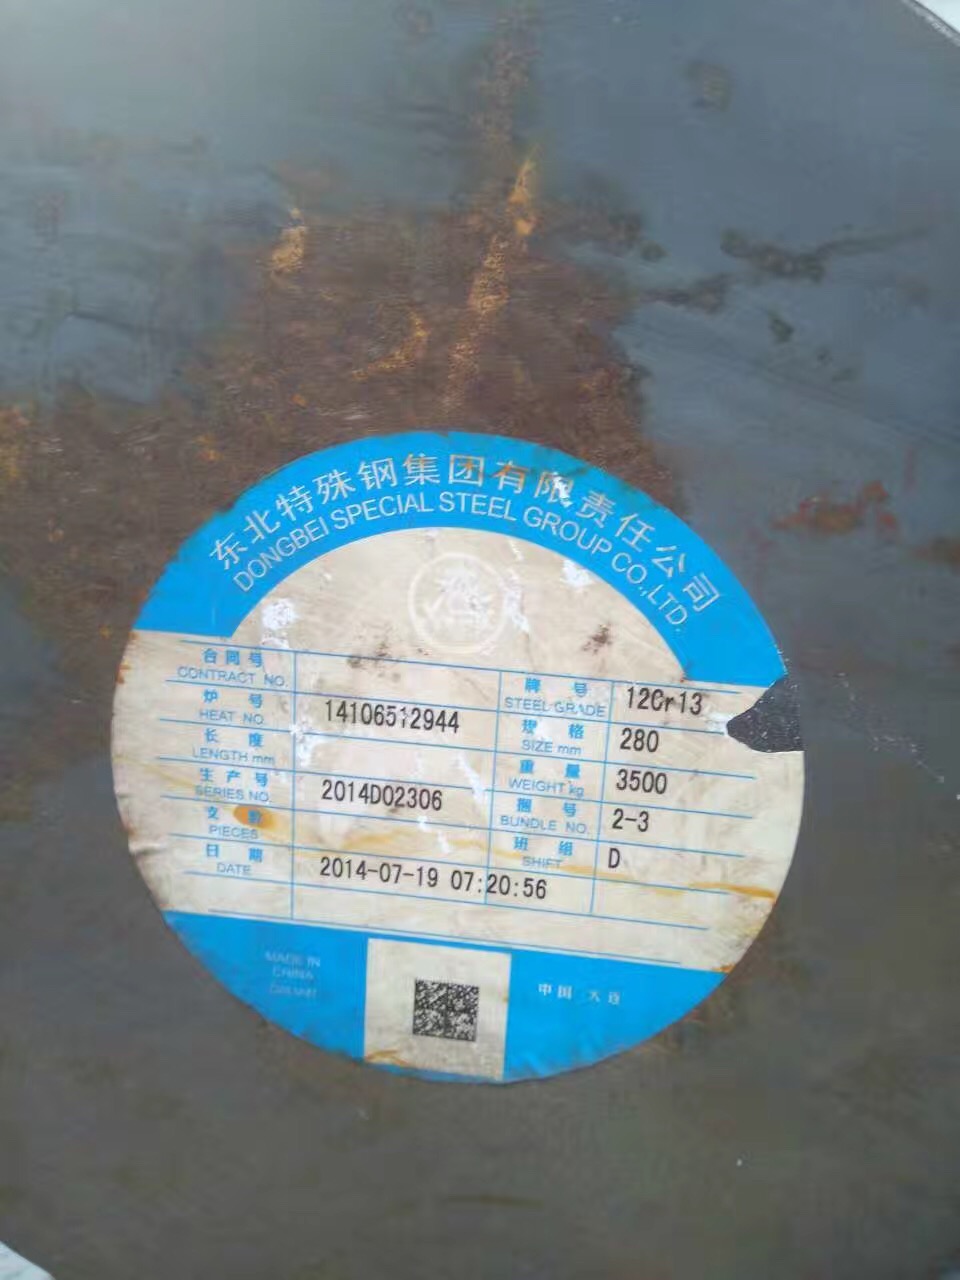 东北特殊钢集团有限责任公司
DONGBEI SPECIAL STEEL GROUP CO.,LTD.
合同号
CONTRACT NO.
牌号 12Cr13
STEEL GRADE
炉号 14106512944
HEAT NO.
规格 280
SIZE mm
长度
LENGTH mm
重量 3500
WEIGHT kg
生产号 2014D02306
SERIES NO.
捆号 2-3
BUNDLE NO.
支数
PIECES
班组 D
SHIFT
日期 2014-07-19 07:20:56
DATE
MADE IN
CHINA
中国 大连